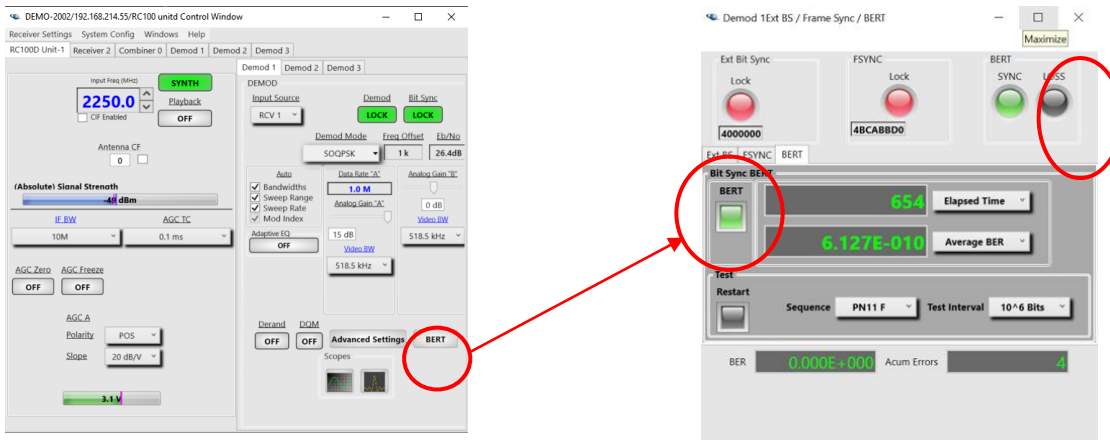 DEMO-2002/192.168.214.55/RC100 unitd Control Window
Receiver Settings System Config Windows Help
RC100D Unit-1 Receiver 2 Combiner 0 Demod 1 Demod 2 Demod 3
Input Freq (MHz)
2250.0
SYNTH
CIF Enabled
Playback
OFF
Antenna CF
0
(Absolute) Signal Strength
-49 dBm
IF BW AGC TC
10M 0.1 ms
AGC Zero AGC Freeze
OFF OFF
AGC A
Polarity POS
Slope 20 dB/V
3.1 V
Demod 1 Demod 2 Demod 3
DEMOD
Input Source Demod Bit Sync
RCV 1 LOCK LOCK
Demod Mode Freq Offset Eb/No
SOQPSK 1 k 26.4dB
Auto
Bandwidths
Sweep Range
Sweep Rate
Mod Index
Adaptive EQ
OFF
Data Rate "A"
1.0 M
Analog Gain "A"
15 dB
Video BW
518.5 kHz
Analog Gain "B"
0 dB
Video BW
518.5 kHz
Derand DQM
OFF OFF Advanced Settings BERT
Scopes
Demod 1Ext BS / Frame Sync / BERT
Maximize
Ext Bit Sync FSYNC BERT
Lock Lock SYNC LOSS
4000000 4BCABBD0
Ext BS FSYNC BERT
Bit Sync BERT
BERT
654 Elapsed Time
6.127E-010 Average BER
Test
Restart
Sequence PN11 F Test Interval 10^6 Bits
BER 0.000E+000 Acum Errors 4